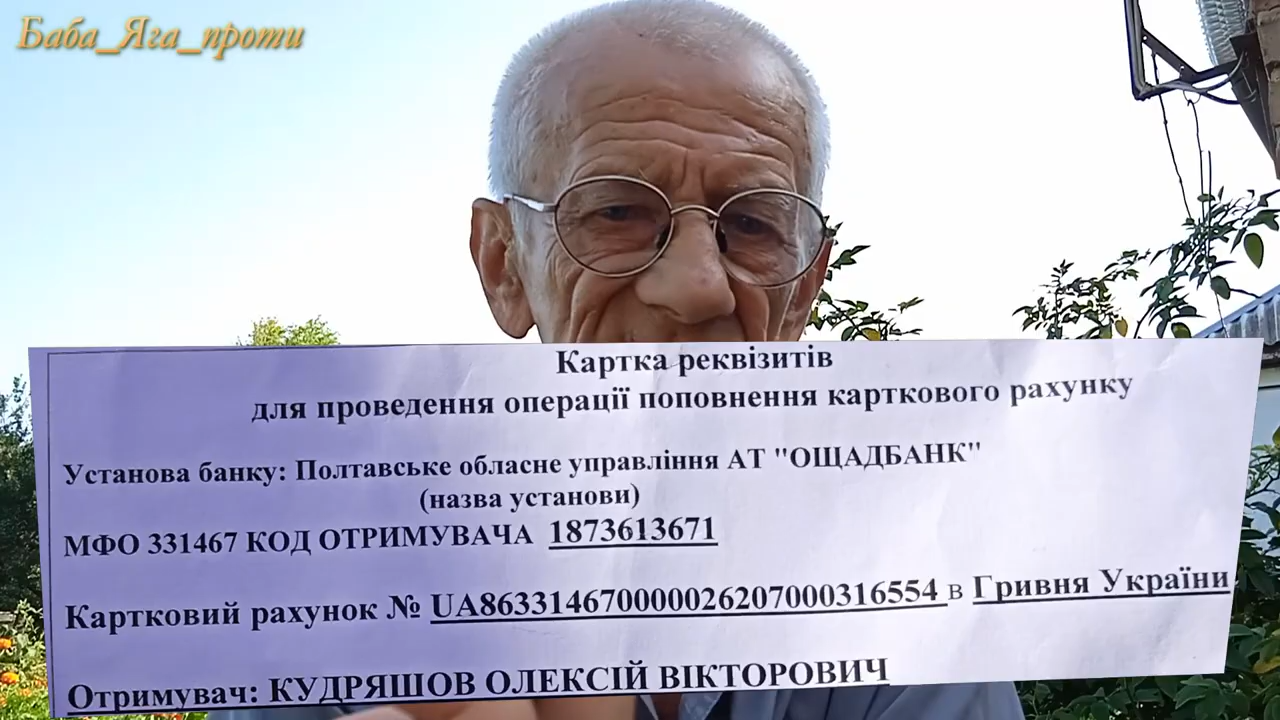 Баба_Яга_проти
Картка реквізитів
для проведення операції поповнення карткового рахунку
Установа банку: Полтавське обласне управління АТ "ОЩАДБАНК"
(назва установи)
МФО 331467 КОД ОТРИМУВАЧА 1873613671
Картковий рахунок № UA863314670000026207000316554 в Гривня України
Отримувач: КУДРЯШОВ ОЛЕКСІЙ ВІКТОРОВИЧ